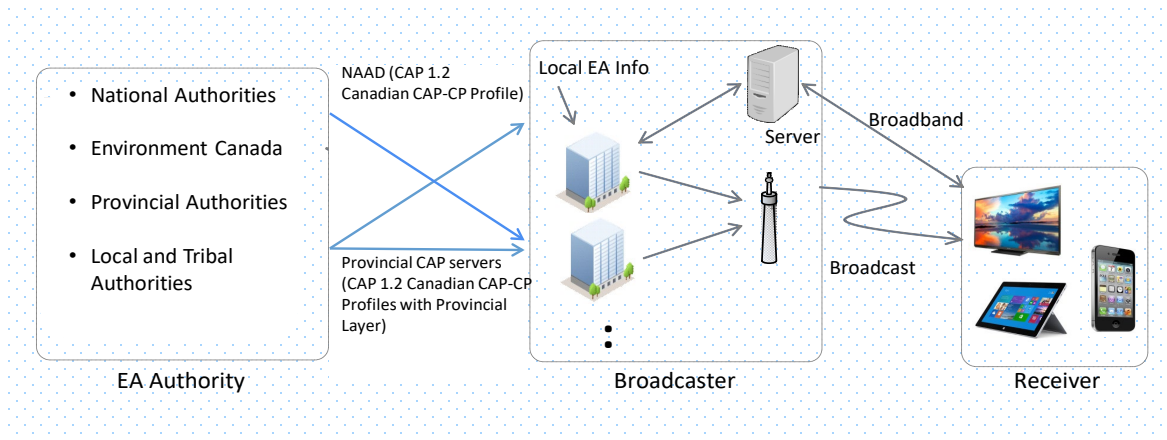 • National Authorities
• Environment Canada
• Provincial Authorities
• Local and Tribal
Authorities
EA Authority
NAAD (CAP 1.2
Canadian CAP-CP Profile)
Provincial CAP servers
(CAP 1.2 Canadian CAP-CP
Profiles with Provincial
Layer)
Local EA Info
Server
:
Broadcaster
Broadband
Broadcast
Receiver